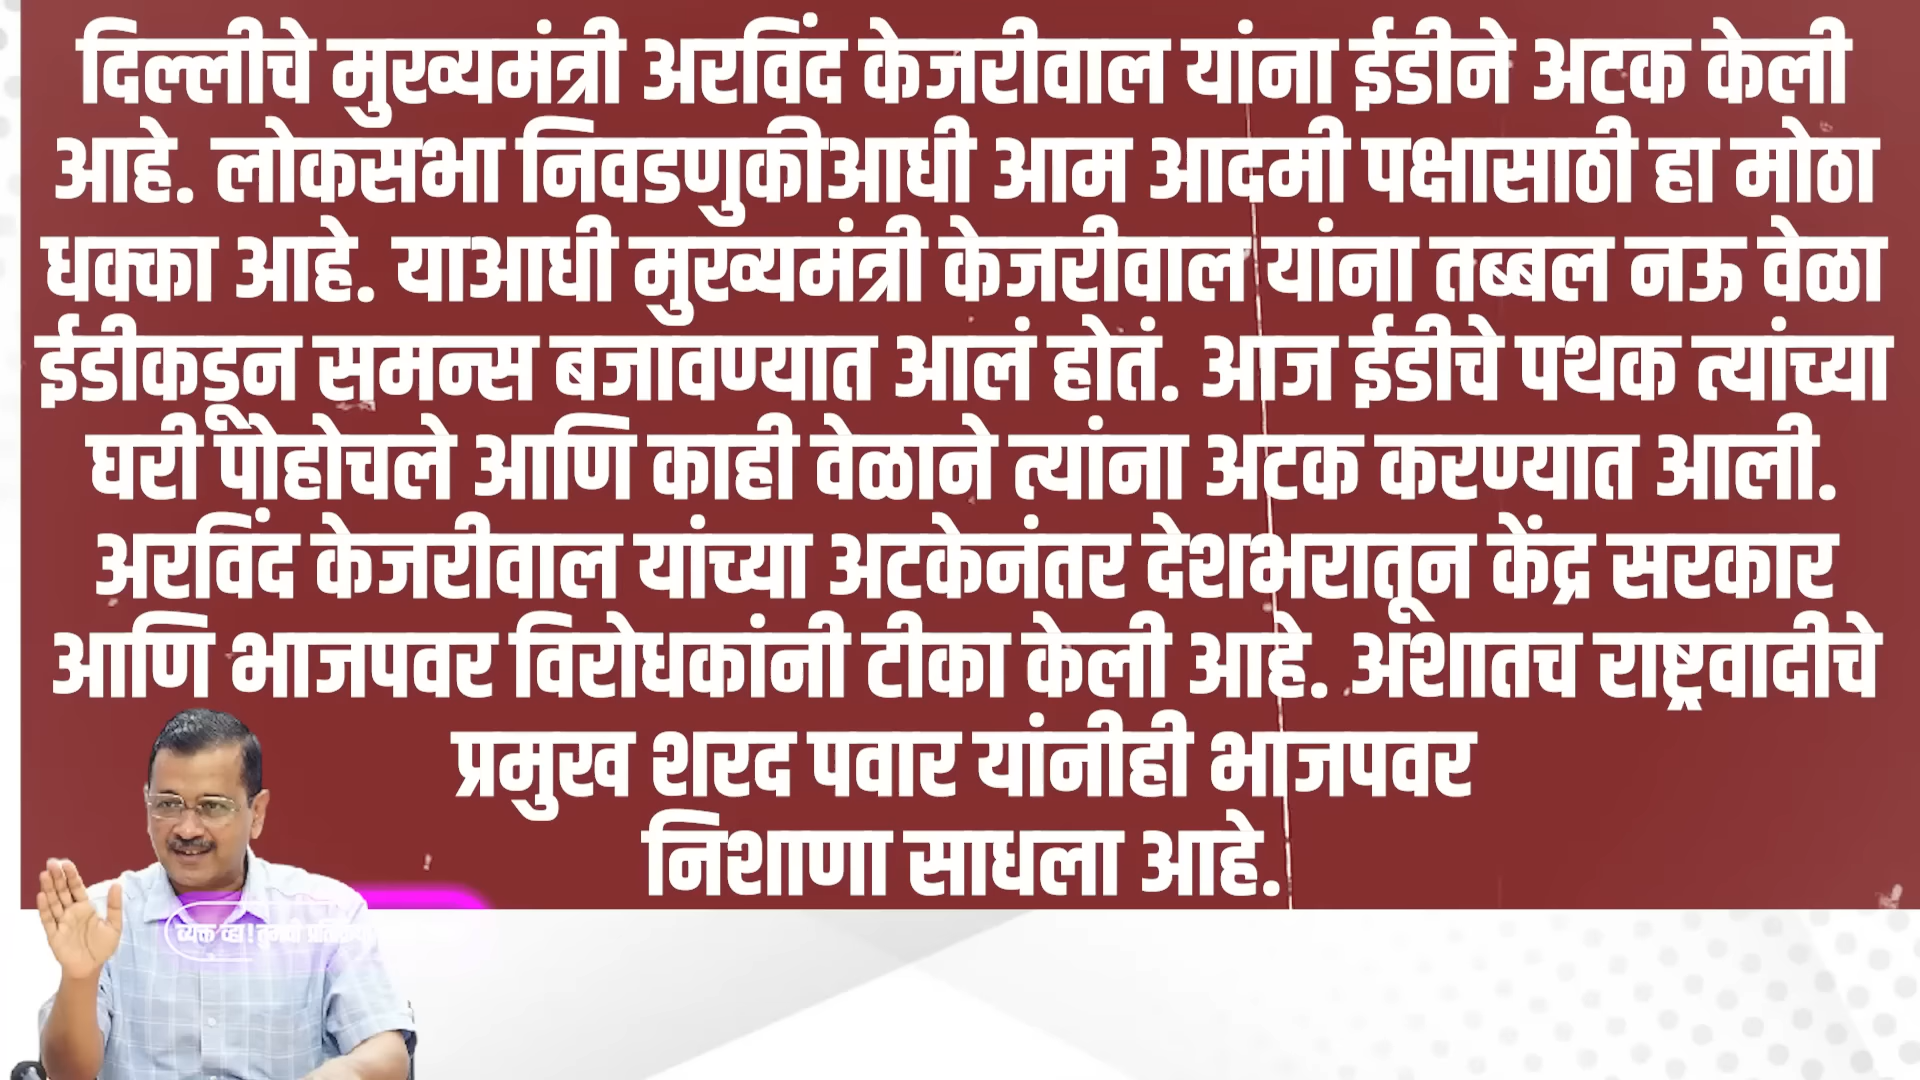 दिल्लीचे मुख्यमंत्री अरविंद केजरीवाल यांना ईडीने अटक केली
आहे. लोकसभा निवडणुकीआधी आम आदमी पक्षासाठी हा मोठा
धक्का आहे. याआधी मुख्यमंत्री केजरीवाल यांना तब्बल नऊ वेळा
ईडीकडून समन्स बजावण्यात आलं होतं. आज ईडीचे पथक त्यांच्या
घरी पोहोचले आणि काही वेळाने त्यांना अटक करण्यात आली.
अरविंद केजरीवाल यांच्या अटकेनंतर देशभरातून केंद्र सरकार
आणि भाजपवर विरोधकांनी टीका केली आहे. अशातच राष्ट्रवादीचे
प्रमुख शरद पवार यांनीही भाजपवर
निशाणा साधला आहे.
व्यक्त व्हा!